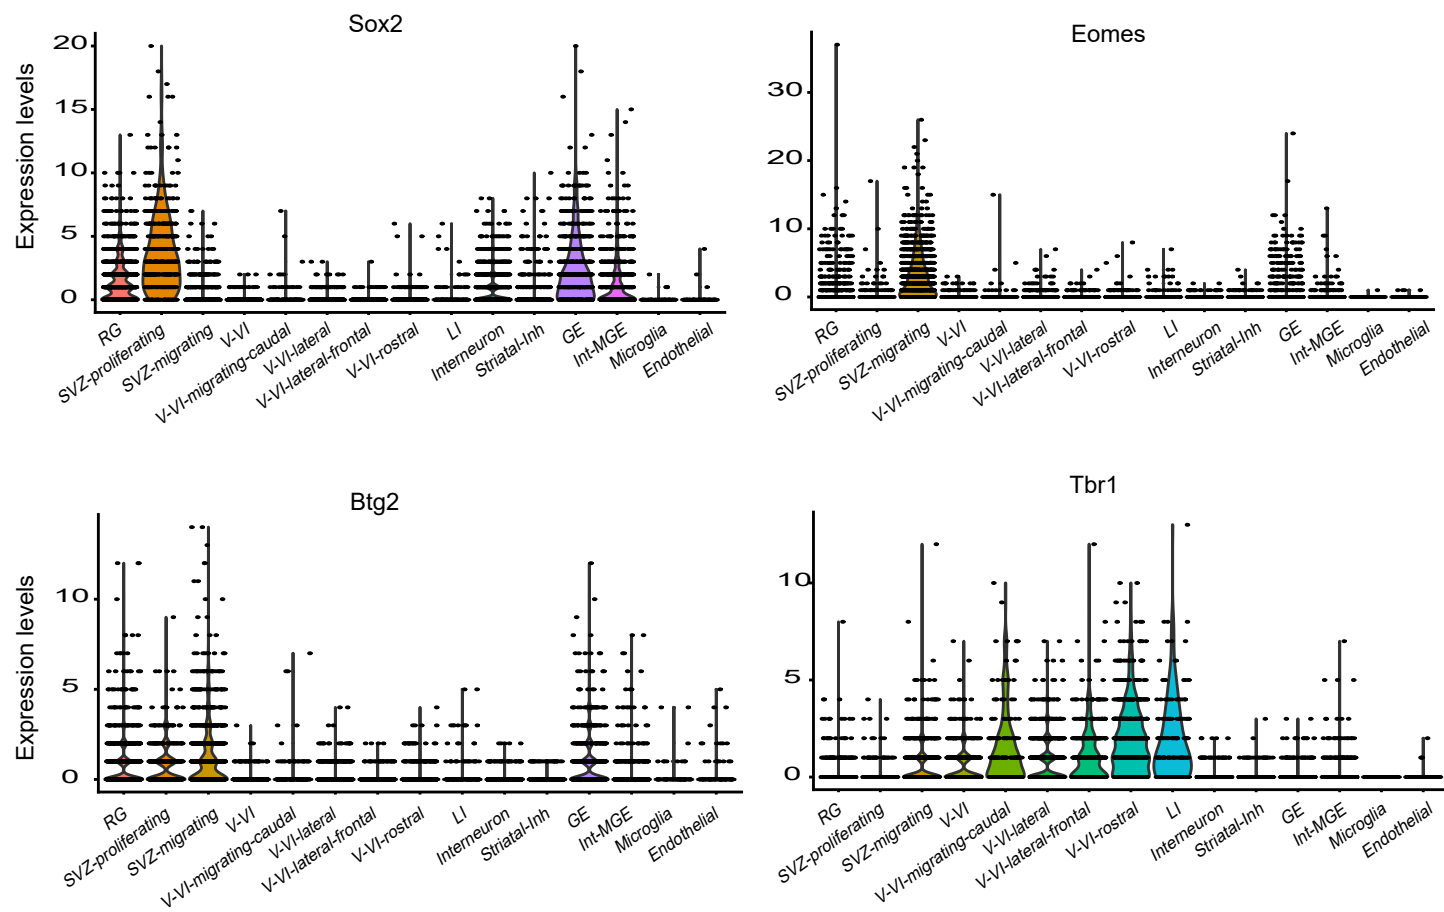 Sox2
Expression levels
20
15
10
5
0
RG
SVZ-proliferating
SVZ-migrating
V-VI
V-VI-migrating-caudal
V-VI-lateral
V-VI-lateral-frontal
V-VI-rostral
LI
Interneuron
Striatal-Inh
GE
Int-MGE
Microglia
Endothelial
Eomes
30
20
10
0
RG
SVZ-proliferating
SVZ-migrating
V-VI
V-VI-migrating-caudal
V-VI-lateral
V-VI-lateral-frontal
V-VI-rostral
LI
Interneuron
Striatal-Inh
GE
Int-MGE
Microglia
Endothelial
Btg2
Expression levels
10
5
0
RG
SVZ-proliferating
SVZ-migrating
V-VI
V-VI-migrating-caudal
V-VI-lateral
V-VI-lateral-frontal
V-VI-rostral
LI
Interneuron
Striatal-Inh
GE
Int-MGE
Microglia
Endothelial
Tbr1
10
5
0
RG
SVZ-proliferating
SVZ-migrating
V-VI
V-VI-migrating-caudal
V-VI-lateral
V-VI-lateral-frontal
V-VI-rostral
LI
Interneuron
Striatal-Inh
GE
Int-MGE
Microglia
Endothelial